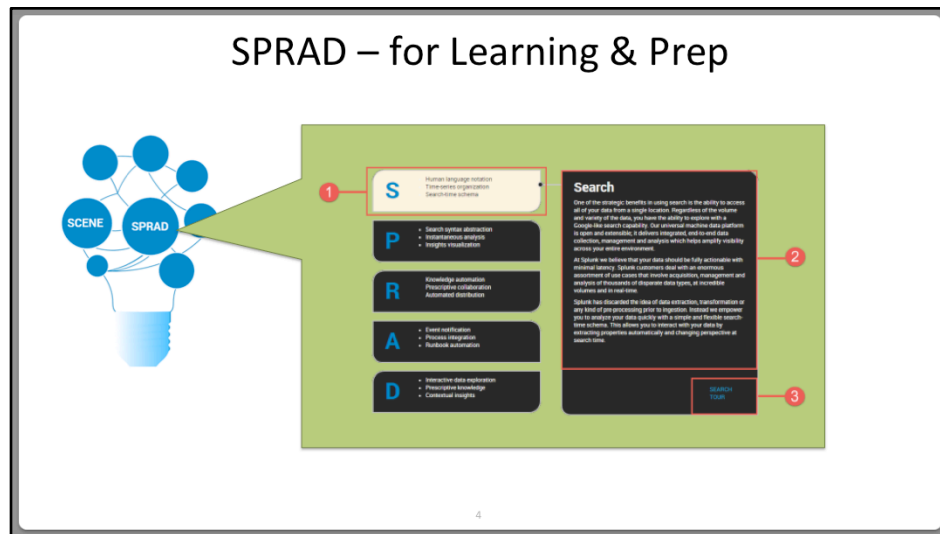 SPRAD – for Learning & Prep
SCENE
SPRAD
1
S
Human language notation
Time-series organization
Search-time schema
P
• Search syntax abstraction
• Instantaneous analysis
• Insights visualization
R
Knowledge automation
Prescriptive collaboration
Automated distribution
A
• Event notification
• Process integration
• Runbook automation
D
• Interactive data exploration
• Prescriptive knowledge
• Contextual insights
Search
One of the strategic benefits in using search is the ability to access
all of your data from a single location. Regardless of the volume
and variety of the data, you have the ability to explore with a
Google-like search capability. Our universal machine data platform
is open and extensible; it delivers integrated, end-to-end data
collection, management and analysis which helps amplify visibility
across your entire environment.
At Splunk we believe that your data should be fully actionable with
minimal latency. Splunk customers deal with an enormous
assortment of use cases that involve acquisition, management and
analysis of thousands of disparate data types, at incredible
volumes and in real-time.
Splunk has discarded the idea of data extraction, transformation or
any kind of pre-processing prior to ingestion. Instead we empower
you to analyze your data quickly with a simple and flexible search-
time schema. This allows you to interact with your data by
extracting properties automatically and changing perspective at
search time.
2
SEARCH
TOUR
3
4